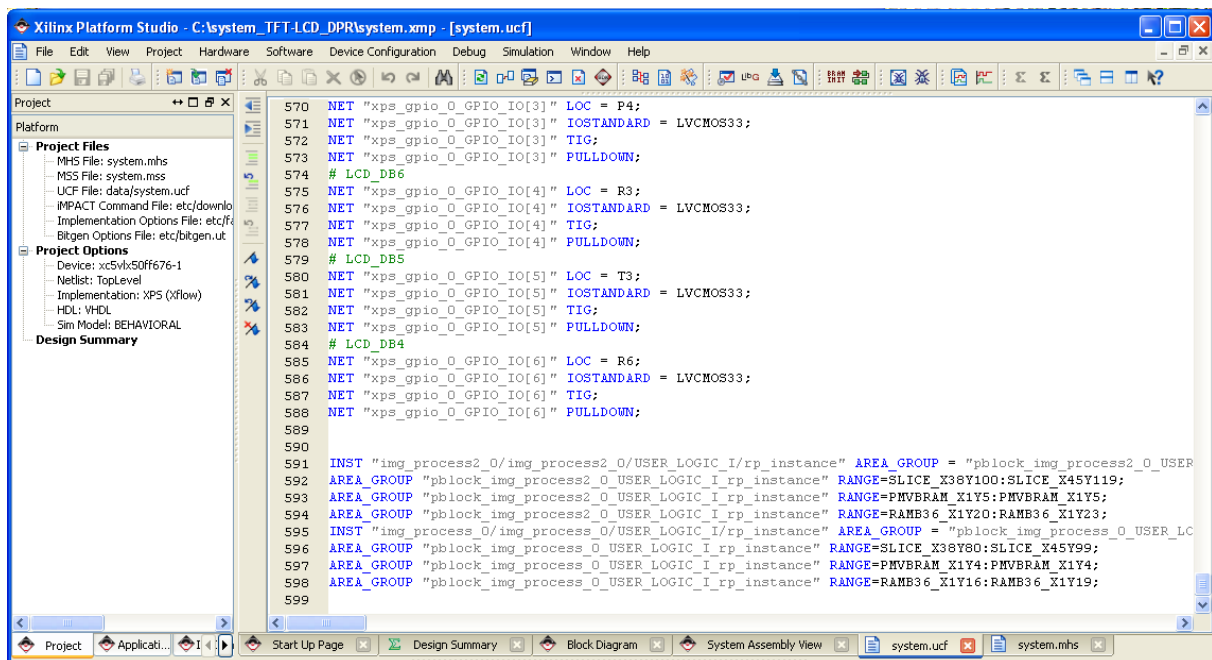 Xilinx Platform Studio - C:\system_TFT-LCD_DPR\system.xmp - [system.ucf]
File Edit View Project Hardware Software Device Configuration Debug Simulation Window Help
Project
Platform
Project Files
MHS File: system.mhs
MSS File: system.mss
UCF File: data/system.ucf
iMPACT Command File: etc/downlo
Implementation Options File: etc/fa
Bitgen Options File: etc/bitgen.ut
Project Options
Device: xc5vlx50ff676-1
Netlist: TopLevel
Implementation: XPS (Xflow)
HDL: VHDL
Sim Model: BEHAVIORAL
Design Summary
570 NET "xps_gpio_0_GPIO_IO[3]" LOC = P4;
571 NET "xps_gpio_0_GPIO_IO[3]" IOSTANDARD = LVCMOS33;
572 NET "xps_gpio_0_GPIO_IO[3]" TIG;
573 NET "xps_gpio_0_GPIO_IO[3]" PULLDOWN;
574 # LCD_DB6
575 NET "xps_gpio_0_GPIO_IO[4]" LOC = R3;
576 NET "xps_gpio_0_GPIO_IO[4]" IOSTANDARD = LVCMOS33;
577 NET "xps_gpio_0_GPIO_IO[4]" TIG;
578 NET "xps_gpio_0_GPIO_IO[4]" PULLDOWN;
579 # LCD_DB5
580 NET "xps_gpio_0_GPIO_IO[5]" LOC = T3;
581 NET "xps_gpio_0_GPIO_IO[5]" IOSTANDARD = LVCMOS33;
582 NET "xps_gpio_0_GPIO_IO[5]" TIG;
583 NET "xps_gpio_0_GPIO_IO[5]" PULLDOWN;
584 # LCD_DB4
585 NET "xps_gpio_0_GPIO_IO[6]" LOC = R6;
586 NET "xps_gpio_0_GPIO_IO[6]" IOSTANDARD = LVCMOS33;
587 NET "xps_gpio_0_GPIO_IO[6]" TIG;
588 NET "xps_gpio_0_GPIO_IO[6]" PULLDOWN;
589
590
591 INST "img_process2_0/img_process2_0/USER_LOGIC_I/rp_instance" AREA_GROUP = "pblock_img_process2_0_USER
592 AREA_GROUP "pblock_img_process2_0_USER_LOGIC_I_rp_instance" RANGE=SLICE_X38Y100:SLICE_X45Y119;
593 AREA_GROUP "pblock_img_process2_0_USER_LOGIC_I_rp_instance" RANGE=PMVBRAM_X1Y5:PMVBRAM_X1Y5;
594 AREA_GROUP "pblock_img_process2_0_USER_LOGIC_I_rp_instance" RANGE=RAMB36_X1Y20:RAMB36_X1Y23;
595 INST "img_process_0/img_process_0/USER_LOGIC_I/rp_instance" AREA_GROUP = "pblock_img_process_0_USER_LO
596 AREA_GROUP "pblock_img_process_0_USER_LOGIC_I_rp_instance" RANGE=SLICE_X38Y80:SLICE_X45Y99;
597 AREA_GROUP "pblock_img_process_0_USER_LOGIC_I_rp_instance" RANGE=PMVBRAM_X1Y4:PMVBRAM_X1Y4;
598 AREA_GROUP "pblock_img_process_0_USER_LOGIC_I_rp_instance" RANGE=RAMB36_X1Y16:RAMB36_X1Y19;
599
Project Applicati... Start Up Page Design Summary Block Diagram System Assembly View system.ucf system.mhs